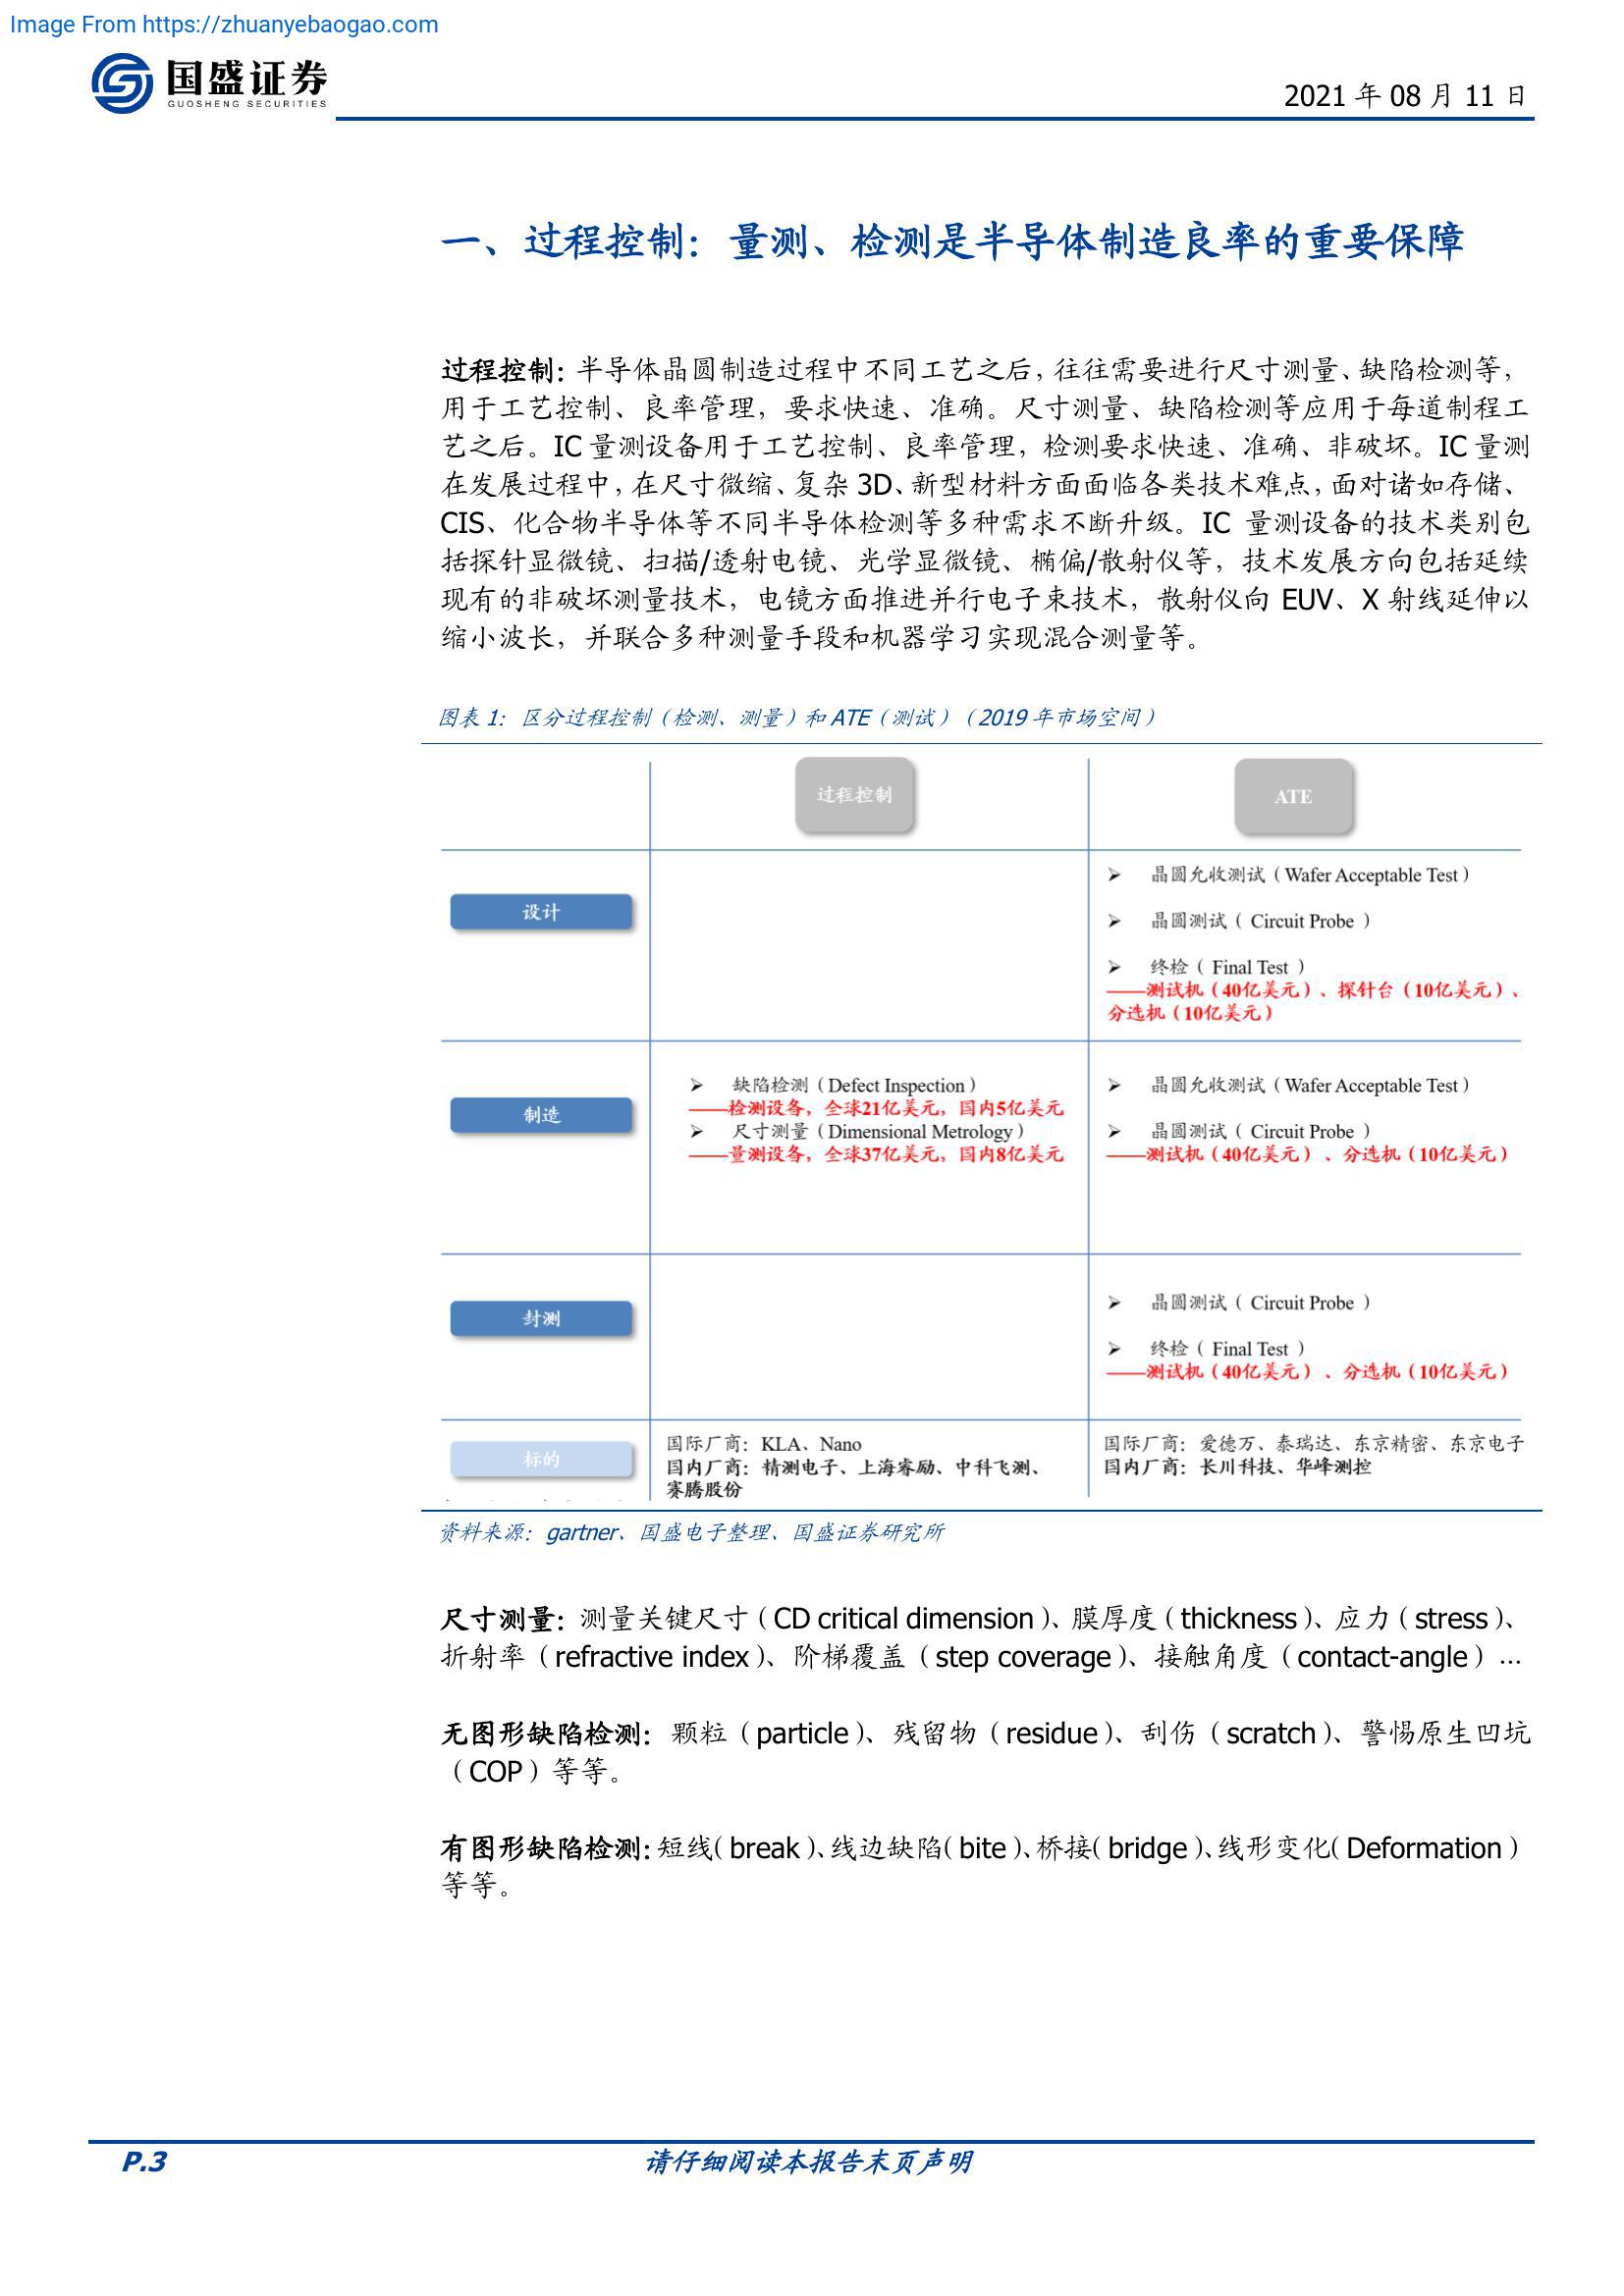 Image From https://zhuanyebaogao.com
国盛证券
GUOSHENG SECURITIES
2021 年 08 月 11 日
一、过程控制：量测、检测是半导体制造良率的重要保障
过程控制：半导体晶圆制造过程中不同工艺之后，往往需要进行尺寸测量、缺陷检测等，
用于工艺控制、良率管理，要求快速、准确。尺寸测量、缺陷检测等应用于每道制程工
艺之后。IC 量测设备用于工艺控制、良率管理，检测要求快速、准确、非破坏。IC 量测
在发展过程中，在尺寸微缩、复杂 3D、新型材料方面面临各类技术难点，面对诸如存储、
CIS、化合物半导体等不同半导体检测等多种需求不断升级。IC 量测设备的技术类别包
括探针显微镜、扫描/透射电镜、光学显微镜、椭偏/散射仪等，技术发展方向包括延续
现有的非破坏测量技术，电镜方面推进并行电子束技术，散射仪向 EUV、X 射线延伸以
缩小波长，并联合多种测量手段和机器学习实现混合测量等。
图表 1：区分过程控制（检测、测量）和 ATE（测试）（2019 年市场空间）
过程控制
ATE
设计
➢ 晶圆允收测试（Wafer Acceptable Test）
➢ 晶圆测试（ Circuit Probe ）
➢ 终检（ Final Test ）
——测试机（40亿美元）、探针台（10亿美元）、
分选机（10亿美元）
制造
➢ 缺陷检测（Defect Inspection）
——检测设备，全球21亿美元，国内5亿美元
➢ 尺寸测量（Dimensional Metrology）
——量测设备，全球37亿美元，国内8亿美元
➢ 晶圆允收测试（Wafer Acceptable Test）
➢ 晶圆测试（ Circuit Probe ）
——测试机（40亿美元）、分选机（10亿美元）
封测
➢ 晶圆测试（ Circuit Probe ）
➢ 终检（ Final Test ）
——测试机（40亿美元）、分选机（10亿美元）
标的
国际厂商：KLA、Nano
国内厂商：精测电子、上海睿励、中科飞测、
赛腾股份
国际厂商：爱德万、泰瑞达、东京精密、东京电子
国内厂商：长川科技、华峰测控
资料来源：gartner、国盛电子整理、国盛证券研究所
尺寸测量：测量关键尺寸（CD critical dimension）、膜厚度（thickness）、应力（stress）、
折射率（refractive index）、阶梯覆盖（step coverage）、接触角度（contact-angle）…
无图形缺陷检测：颗粒（particle）、残留物（residue）、刮伤（scratch）、警惕原生凹坑
（COP）等等。
有图形缺陷检测：短线（break）、线边缺陷（bite）、桥接（bridge）、线形变化（Deformation）
等等。
P.3
请仔细阅读本报告末页声明